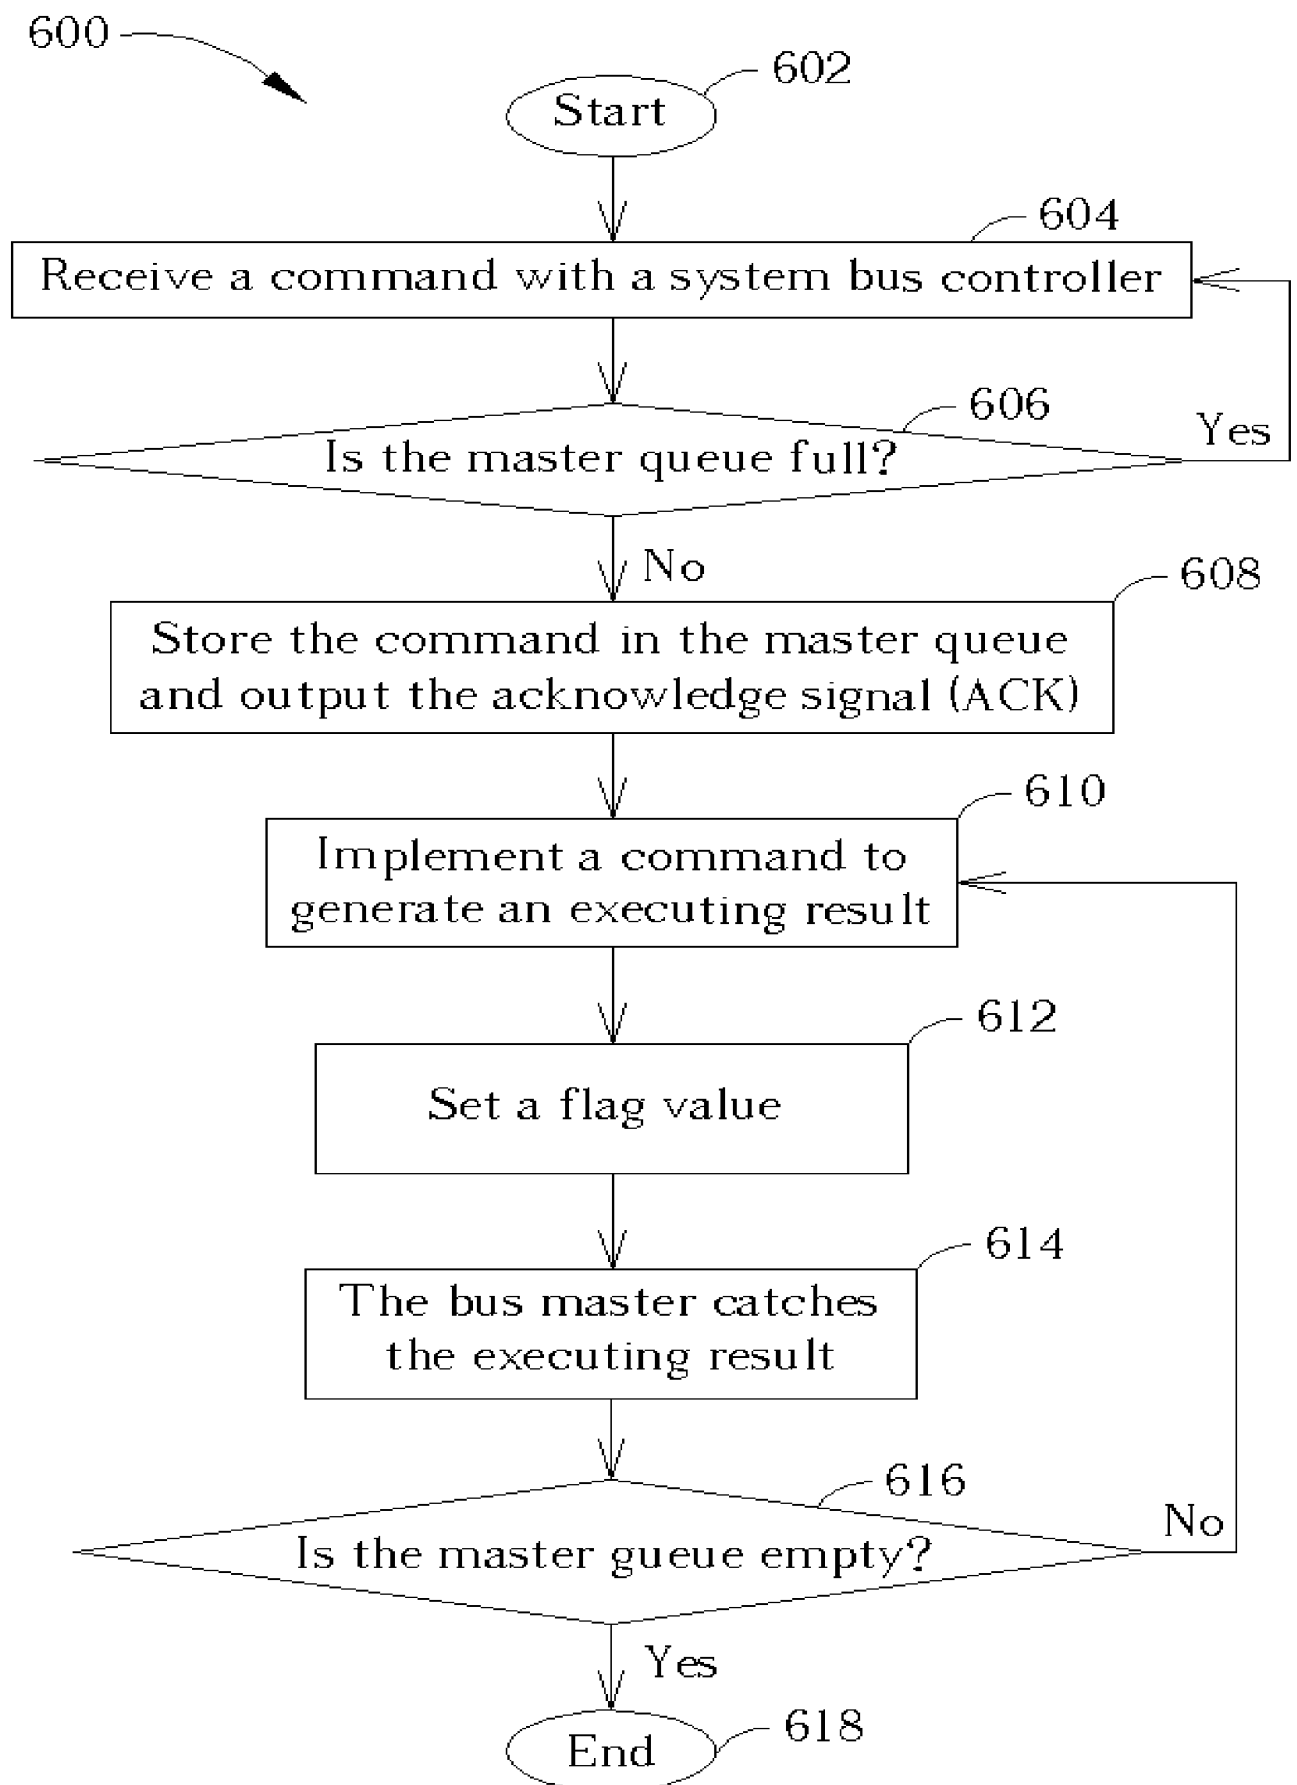 600
602
Start
604
Receive a command with a system bus controller
606
Yes
Is the master queue full?
No
608
Store the command in the master queue
and output the acknowledge signal (ACK)
610
Implement a command to
generate an executing result
612
Set a flag value
614
The bus master catches
the executing result
616
No
Is the master gueue empty?
Yes
618
End